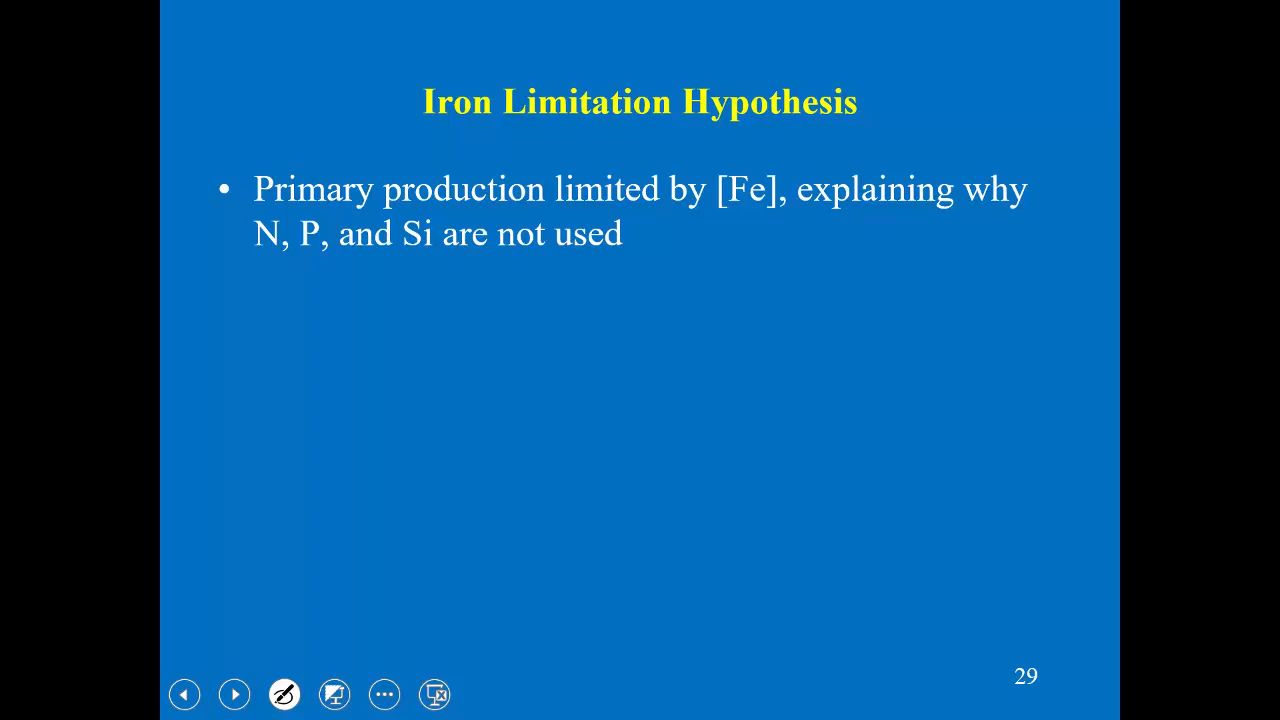 Iron Limitation Hypothesis
• Primary production limited by [Fe], explaining why
N, P, and Si are not used
29